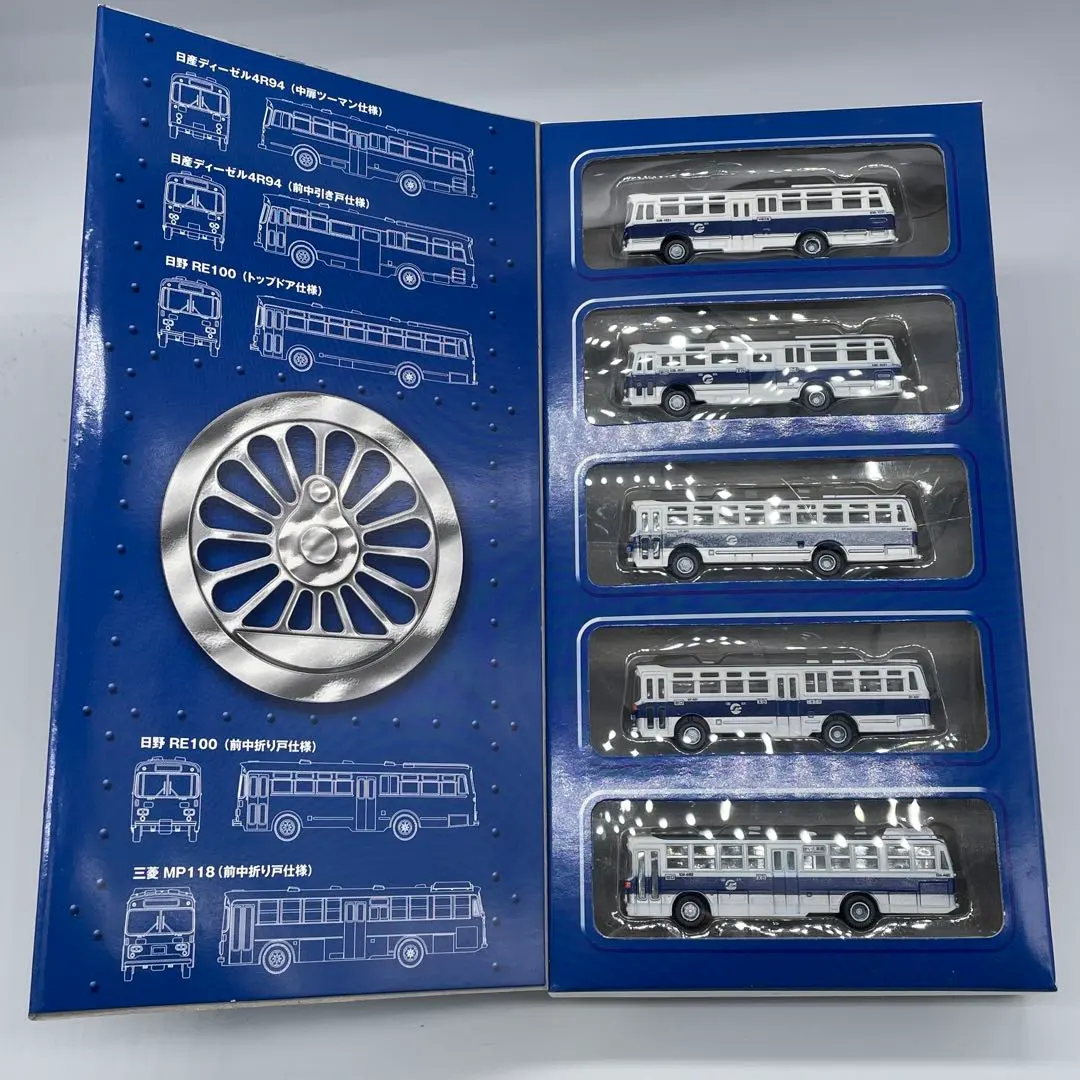 日産ディーゼル4R94（中扉ツーマン仕様）
日産ディーゼル4R94（前中引き戸仕様）
日野 RE100（トップドア仕様）
日野 RE100（前中折り戸仕様）
三菱 MP118（前中折り戸仕様）